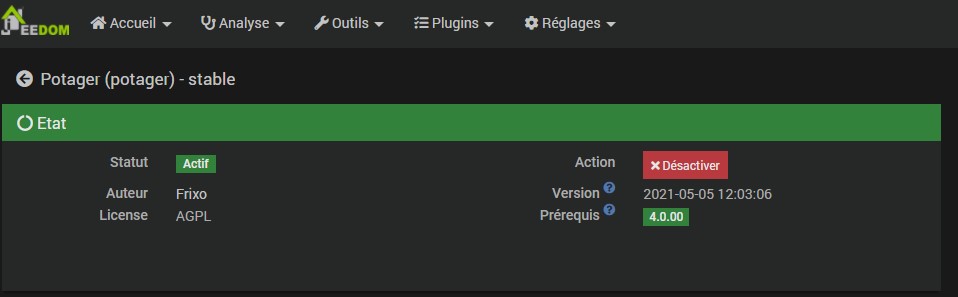 JEEDOM Accueil Analyse Outils Plugins Réglages
Potager (potager) - stable
Etat
Statut Actif Action Désactiver
Auteur Frixo Version 2021-05-05 12:03:06
License AGPL Prérequis 4.0.00